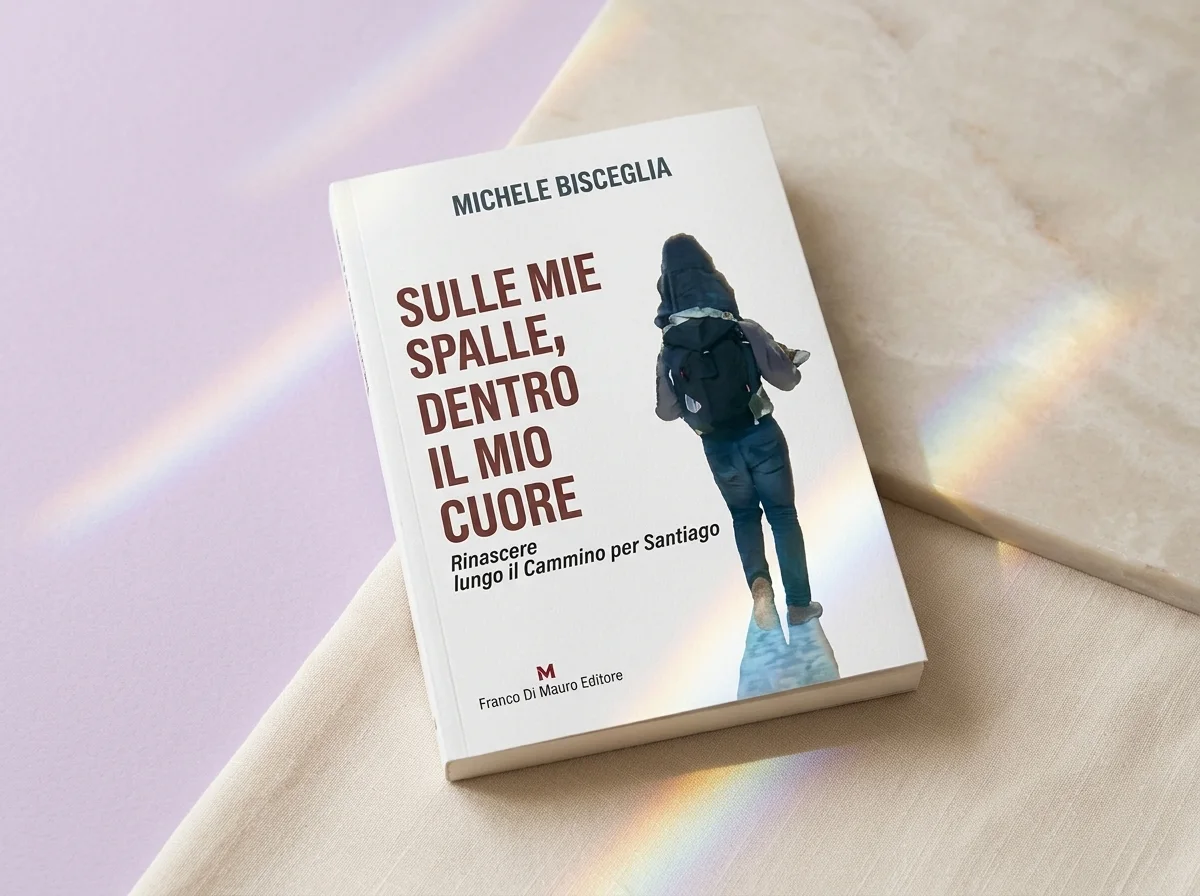 MICHELE BISCEGLIA
SULLE MIE
SPALLE,
DENTRO
IL MIO
CUORE
Rinascere
lungo il Cammino per Santiago
M
Franco Di Mauro Editore